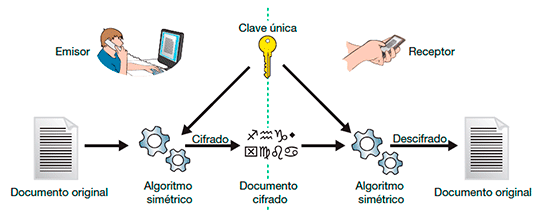 Clave única
Emisor
Receptor
Cifrado
Descifrado
Documento original
Algoritmo
simétrico
Documento
cifrado
Algoritmo
simétrico
Documento original